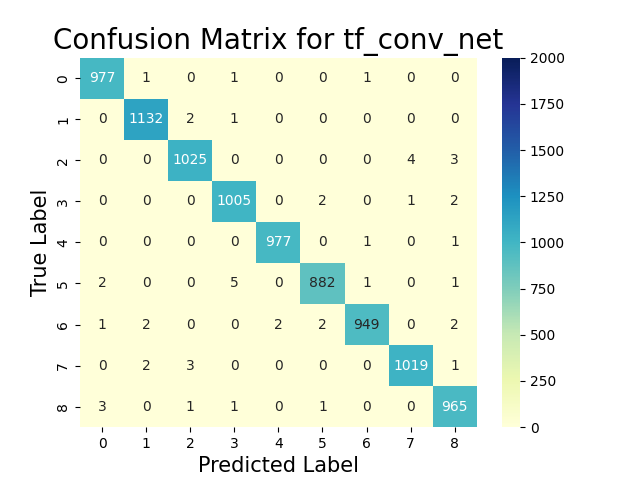 Confusion Matrix for tf_conv_net
0 977 1 0 1 0 0 1 0 0
1 0 1132 2 1 0 0 0 0 0
2 0 0 1025 0 0 0 0 4 3
3 0 0 0 1005 0 2 0 1 2
4 0 0 0 0 977 0 1 0 1
5 2 0 0 5 0 882 1 0 1
6 1 2 0 0 2 2 949 0 2
7 0 2 3 0 0 0 0 1019 1
8 3 0 1 1 0 1 0 0 965
0 1 2 3 4 5 6 7 8
True Label
Predicted Label
2000
1750
1500
1250
1000
750
500
250
0